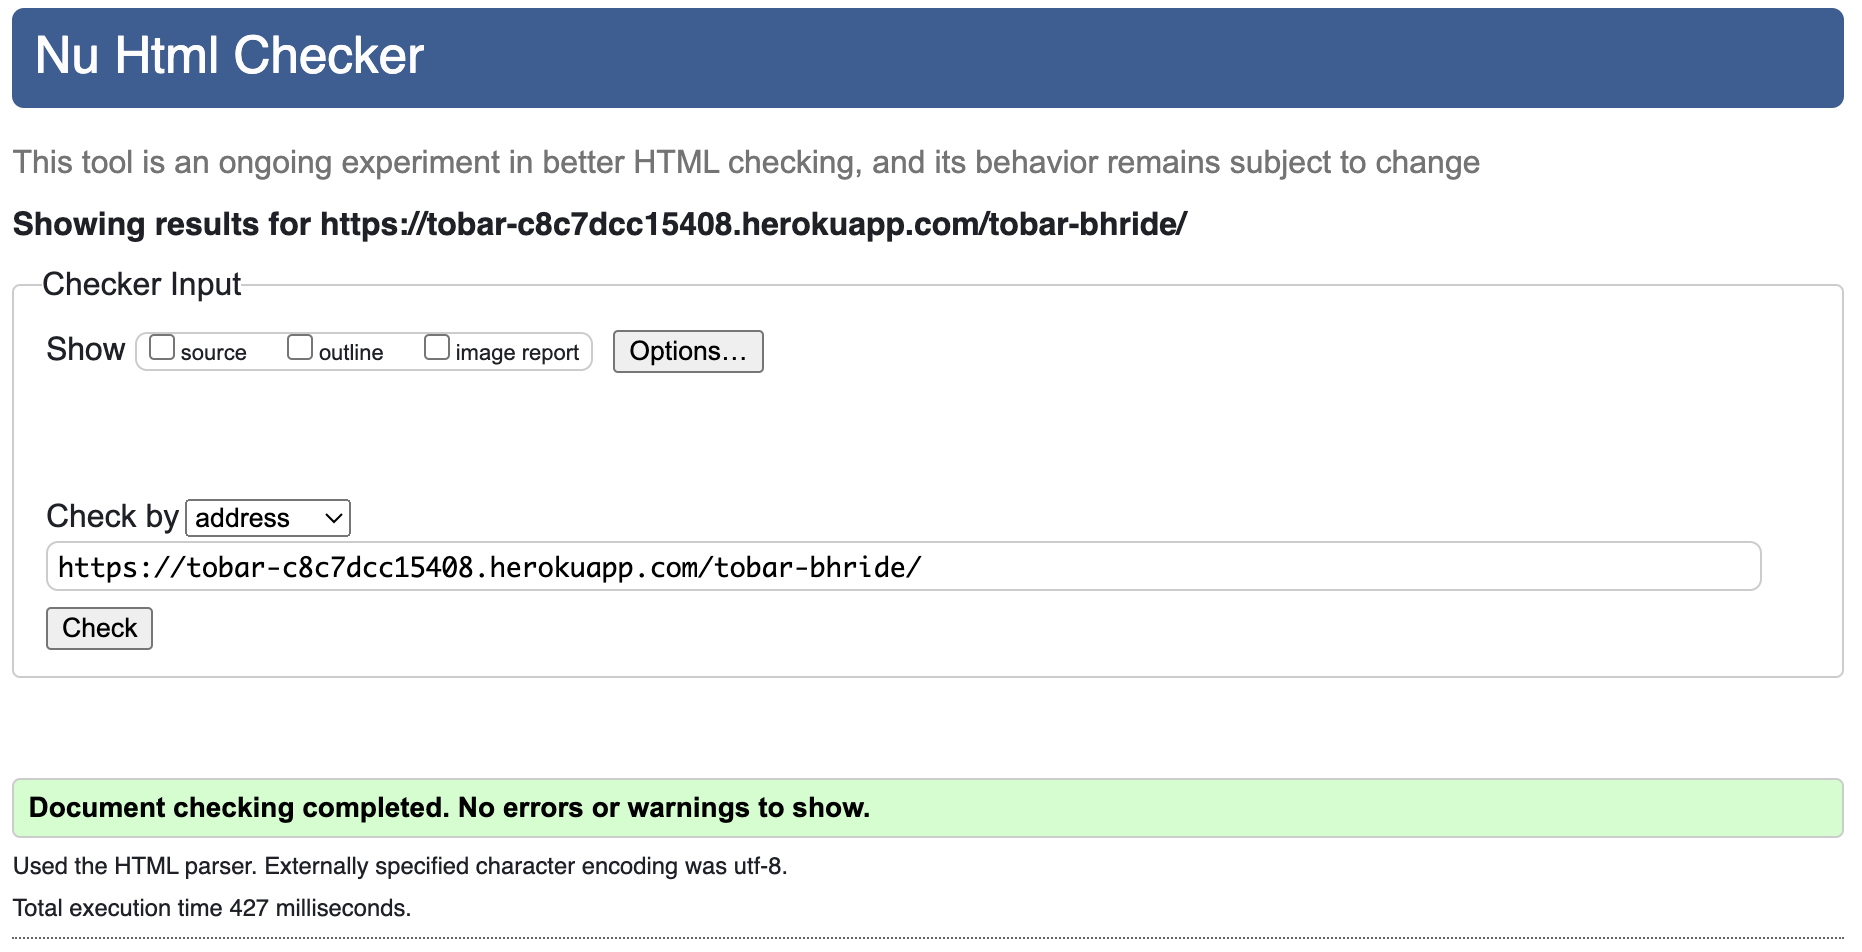 Nu Html Checker
This tool is an ongoing experiment in better HTML checking, and its behavior remains subject to change
Showing results for https://tobar-c8c7dcc15408.herokuapp.com/tobar-bhride/
Checker Input
Show source outline image report Options...
Check by address
https://tobar-c8c7dcc15408.herokuapp.com/tobar-bhride/
Check
Document checking completed. No errors or warnings to show.
Used the HTML parser. Externally specified character encoding was utf-8.
Total execution time 427 milliseconds.